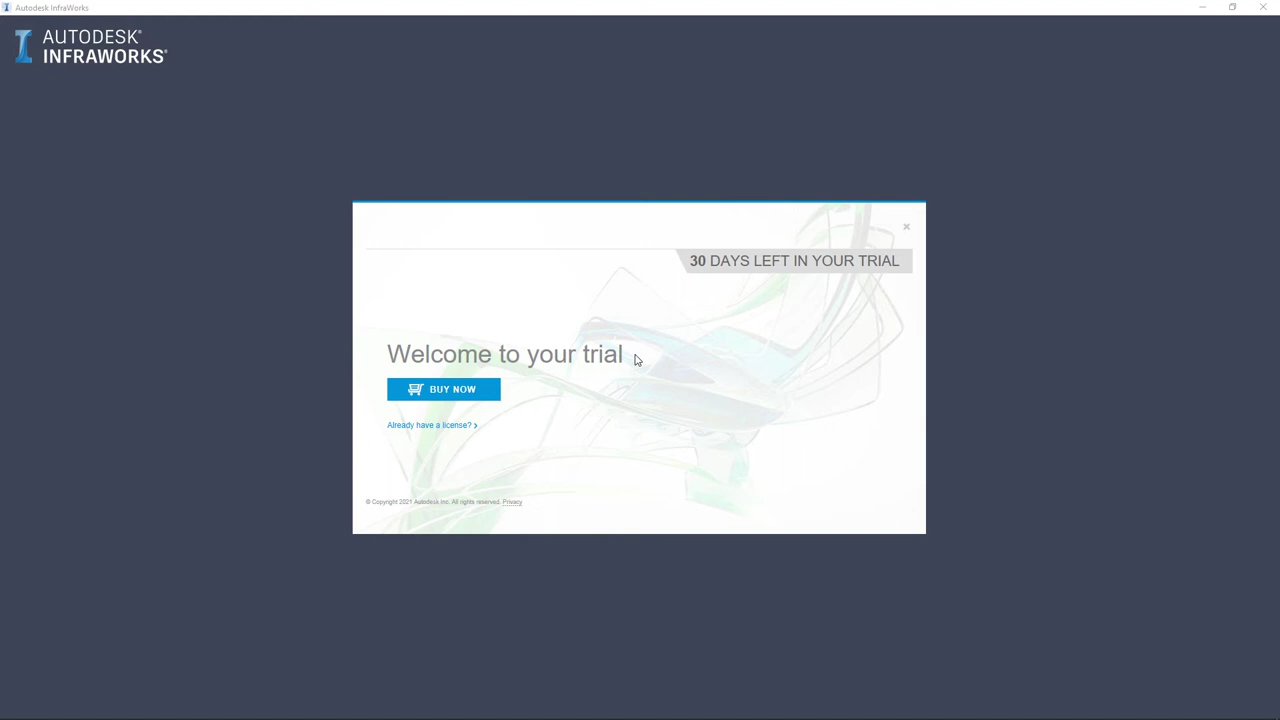 Autodesk InfraWorks
AUTODESK®
INFRAWORKS®
30 DAYS LEFT IN YOUR TRIAL
Welcome to your trial
BUY NOW
Already have a license? ›
© Copyright 2021 Autodesk Inc. All rights reserved. Privacy